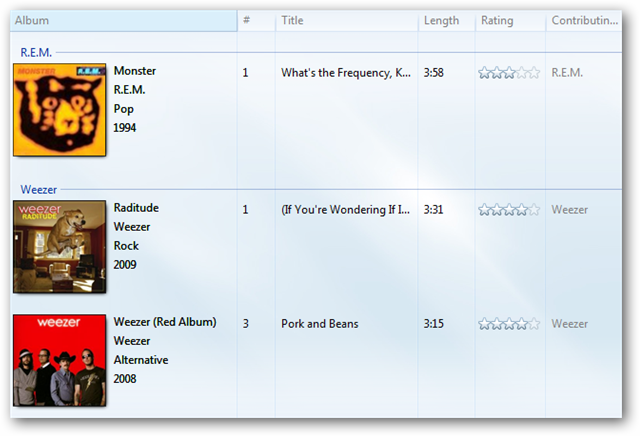 Album # Title Length Rating Contributin...
R.E.M.
MONSTER R.E.M.
Monster 1 What's the Frequency, K... 3:58 R.E.M.
R.E.M.
Pop
1994
Weezer
weezer
RADITUDE
Raditude 1 (If You're Wondering If I... 3:31 Weezer
Weezer
Rock
2009
weezer
Weezer (Red Album) 3 Pork and Beans 3:15 Weezer
Weezer
Alternative
2008